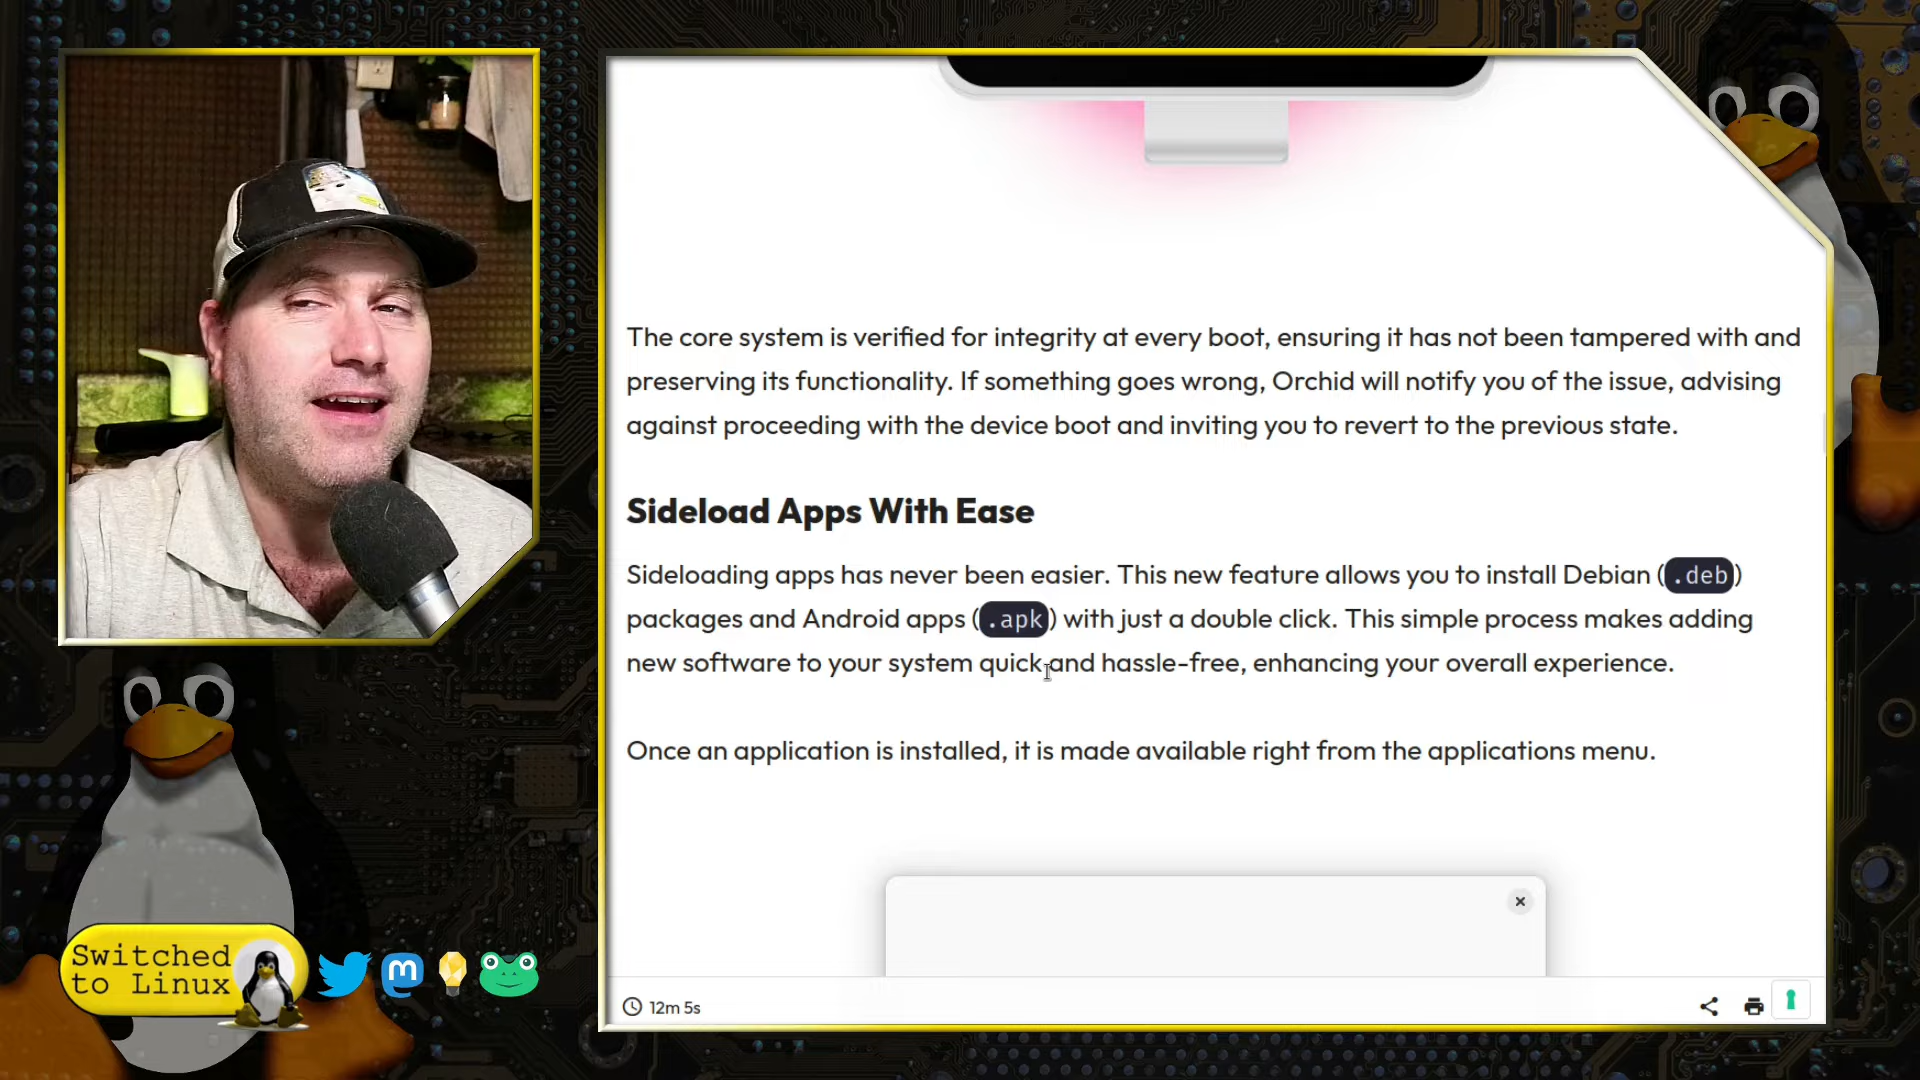 The core system is verified for integrity at every boot, ensuring it has not been tampered with and
preserving its functionality. If something goes wrong, Orchid will notify you of the issue, advising
against proceeding with the device boot and inviting you to revert to the previous state.
Sideload Apps With Ease
Sideloading apps has never been easier. This new feature allows you to install Debian (.deb)
packages and Android apps (.apk) with just a double click. This simple process makes adding
new software to your system quick and hassle-free, enhancing your overall experience.
Once an application is installed, it is made available right from the applications menu.
12m 5s
Switched
to Linux